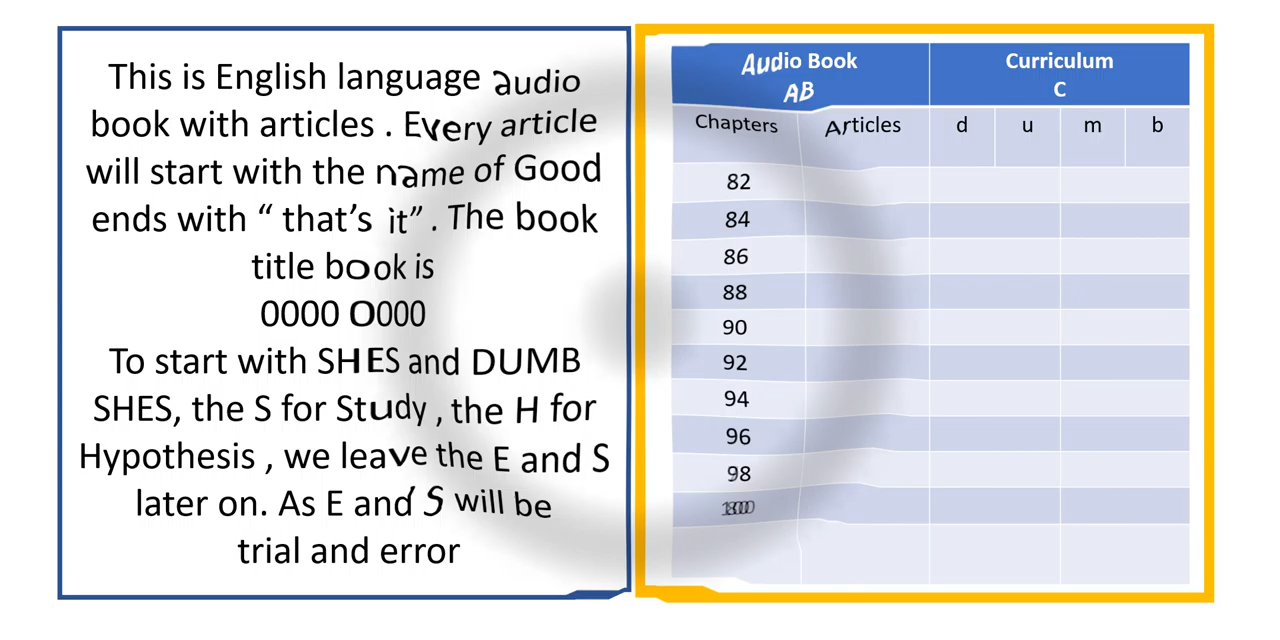 This is English language audio
book with articles . Every article
will start with the name of Good
ends with “ that’s it” . The book
title book is
0000 0000
To start with SHES and DUMB
SHES, the S for Study , the H for
Hypothesis , we leave the E and S
later on. As E and S will be
trial and error
Audio Book
AB
Curriculum
C
Chapters Articles d u m b
82
84
86
88
90
92
94
96
98